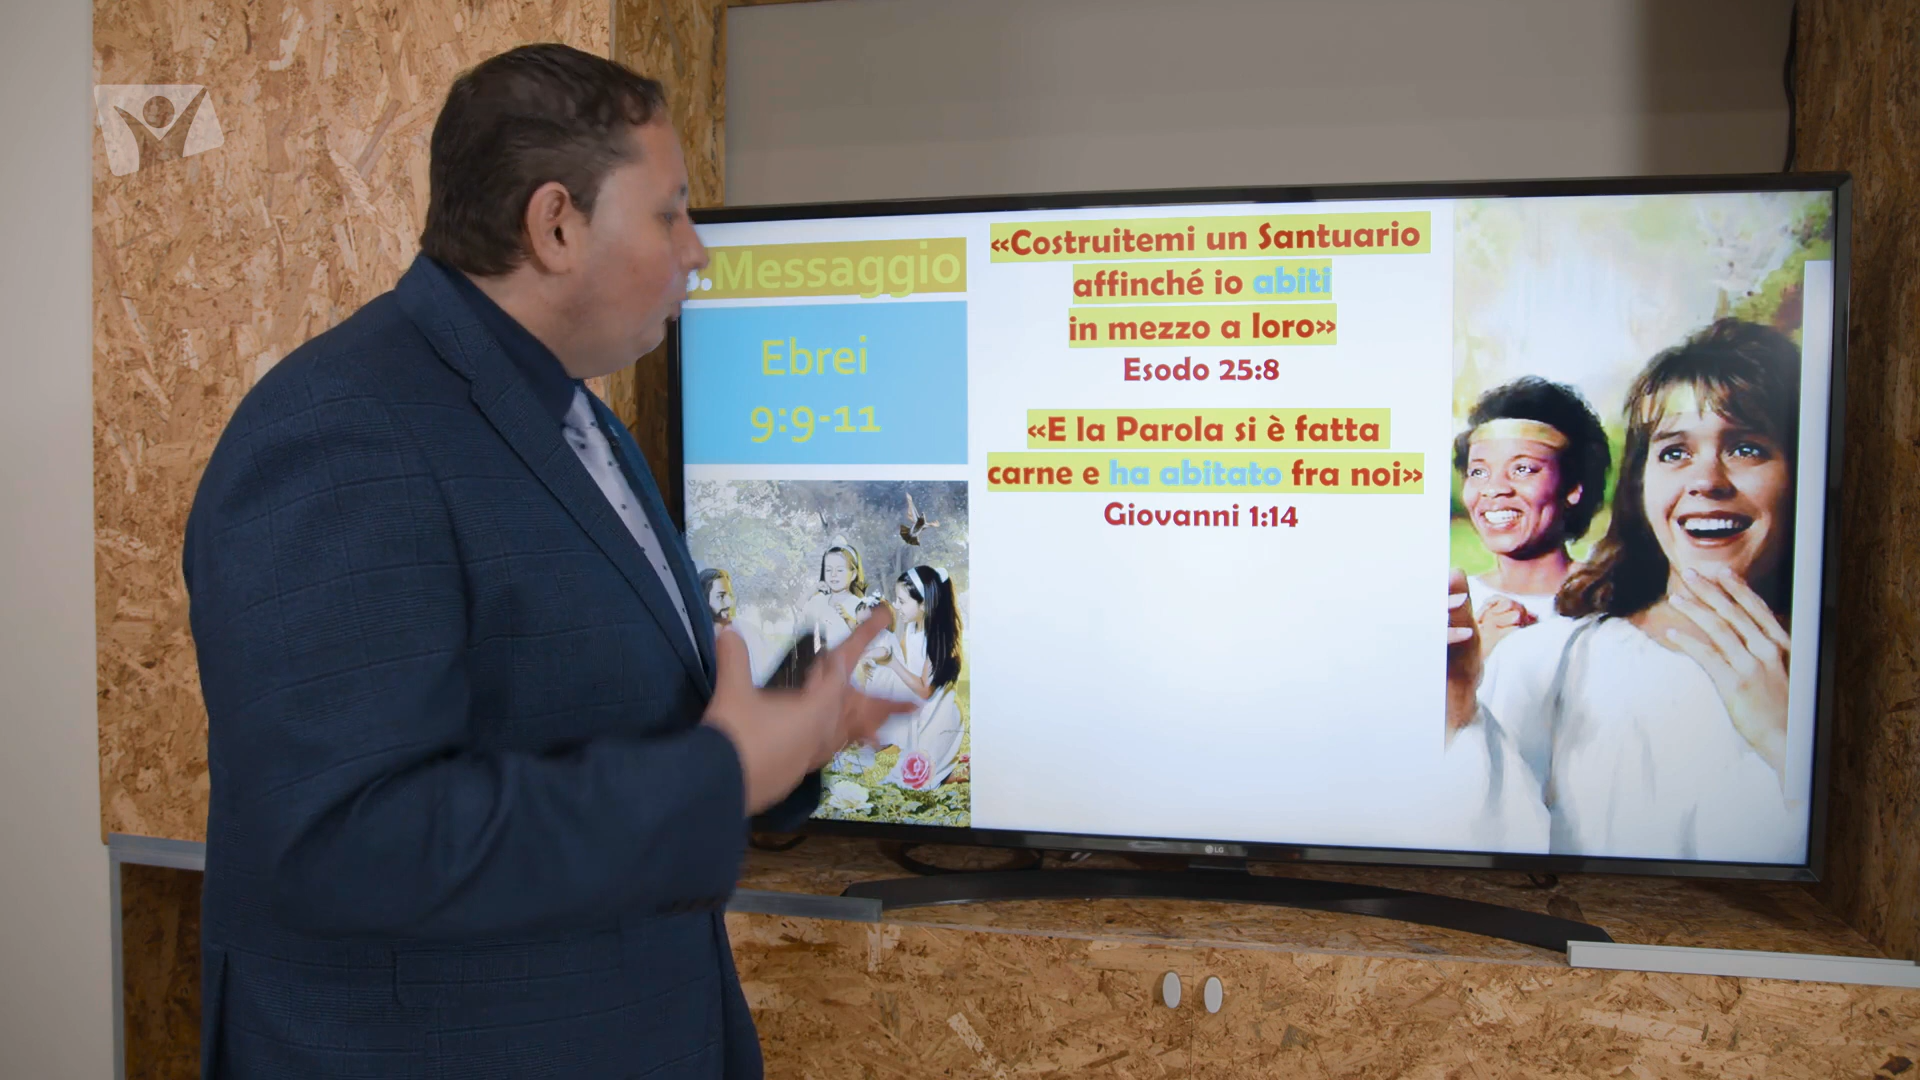 .Messaggio
Ebrei
9:9-11
«Costruitemi un Santuario
affinché io abiti
in mezzo a loro»
Esodo 25:8
«E la Parola si è fatta
carne e ha abitato fra noi»
Giovanni 1:14
LG